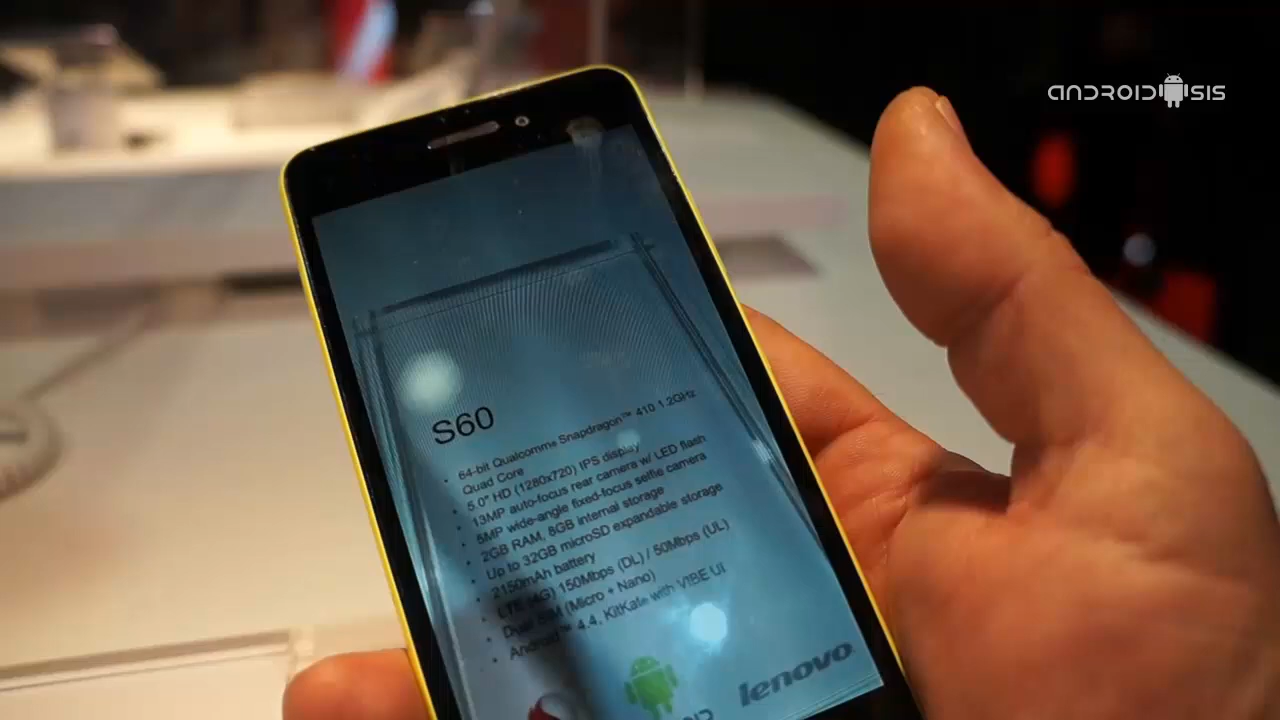 ANDROIDSIS
S60
64-bit Qualcomm® Snapdragon™ 410 1.2GHz
Quad Core
5.0" HD (1280x720) IPS display
13MP auto-focus rear camera w/ LED flash
5MP wide-angle fixed-focus selfie camera
2GB RAM, 8GB internal storage
Up to 32GB microSD expandable storage
2150mAh battery
LTE (4G) 150Mbps (DL) / 50Mbps (UL)
Dual SIM (Micro + Nano)
Android™ 4.4, KitKat® with VIBE UI
lenovo